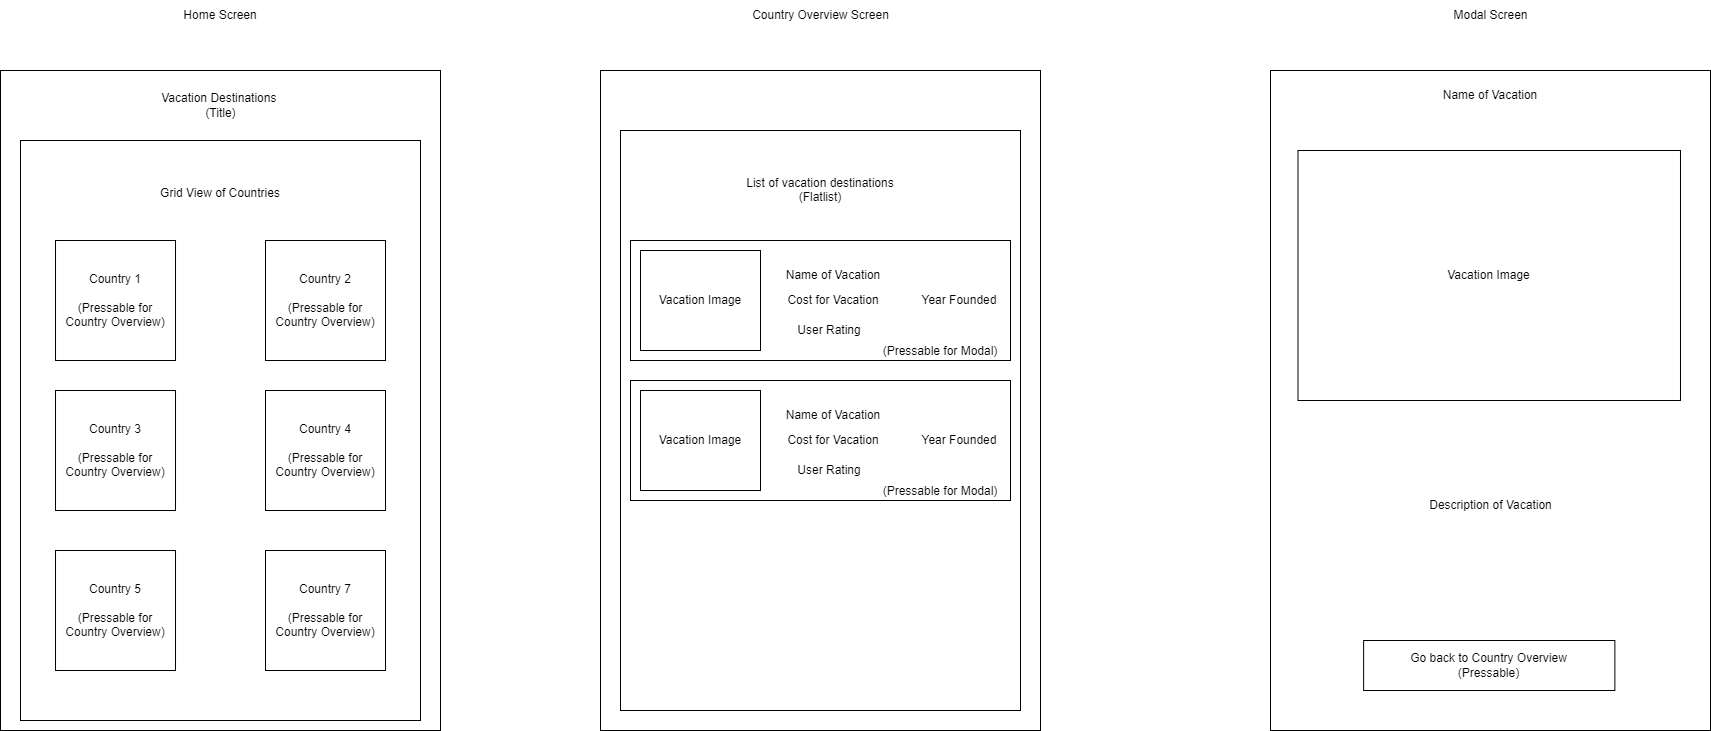 Home Screen
Vacation Destinations
(Title)
Grid View of Countries
Country 1
(Pressable for
Country Overview)
Country 2
(Pressable for
Country Overview)
Country 3
(Pressable for
Country Overview)
Country 4
(Pressable for
Country Overview)
Country 5
(Pressable for
Country Overview)
Country 7
(Pressable for
Country Overview)
Country Overview Screen
List of vacation destinations
(Flatlist)
Vacation Image
Name of Vacation
Cost for Vacation
Year Founded
User Rating
(Pressable for Modal)
Vacation Image
Name of Vacation
Cost for Vacation
Year Founded
User Rating
(Pressable for Modal)
Modal Screen
Name of Vacation
Vacation Image
Description of Vacation
Go back to Country Overview
(Pressable)